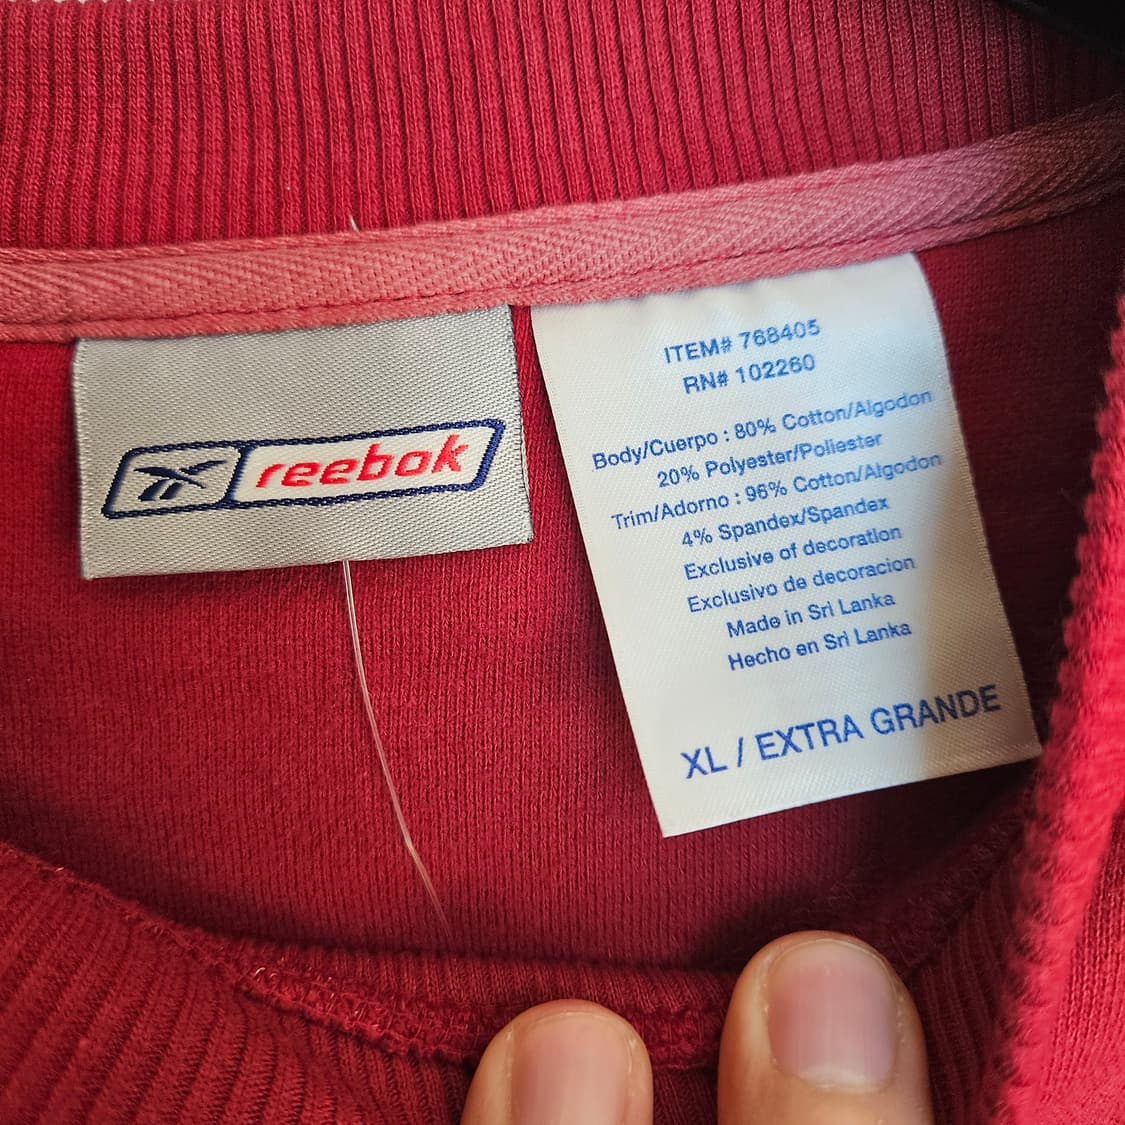 reebok
ITEM# 768405
RN# 102260
Body/Cuerpo : 80% Cotton/Algodon
20% Polyester/Poliester
Trim/Adorno : 96% Cotton/Algodon
4% Spandex/Spandex
Exclusive of decoration
Exclusivo de decoracion
Made in Sri Lanka
Hecho en Sri Lanka
XL / EXTRA GRANDE